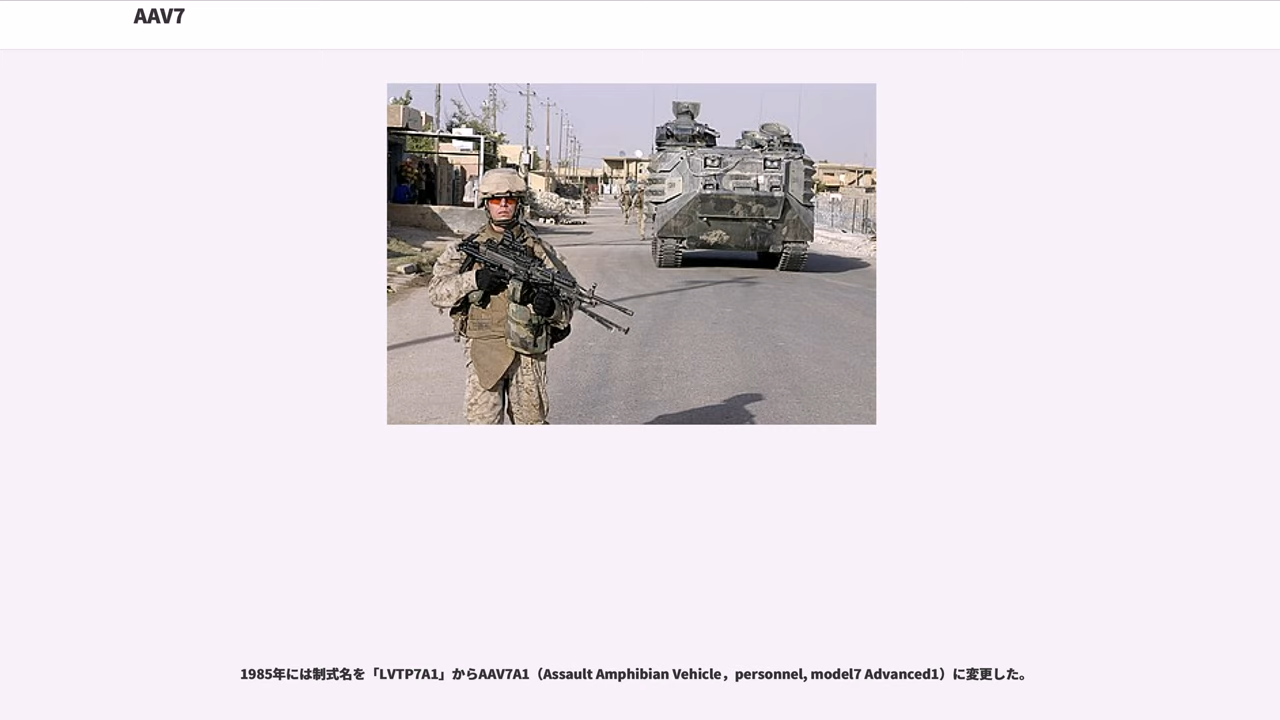 AAV7
1985年には制式名を「LVTP7A1」からAAV7A1（Assault Amphibian Vehicle，personnel, model7 Advanced1）に変更した。